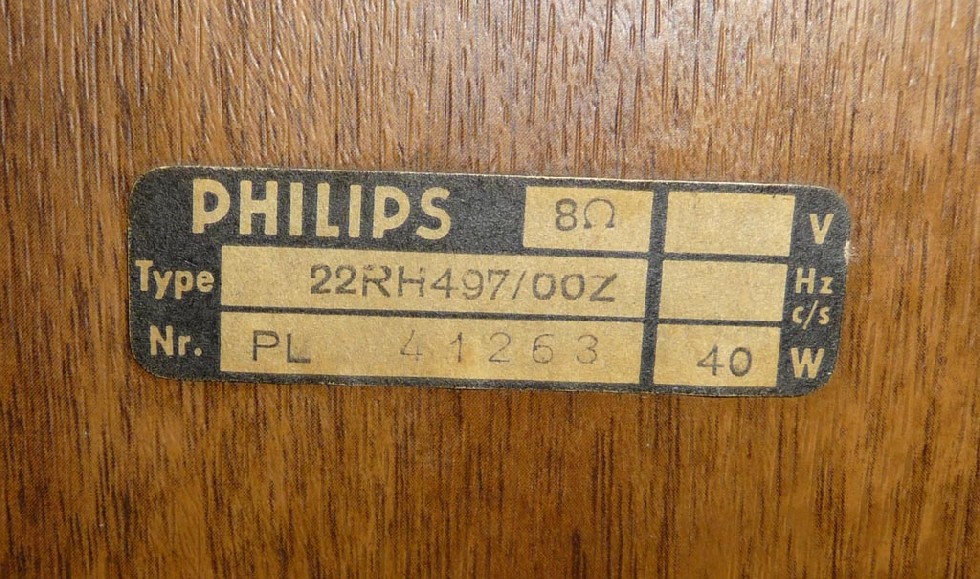 PHILIPS 8Ω V
Type 22RH497/00Z Hz c/s
Nr. PL 41263 40 W